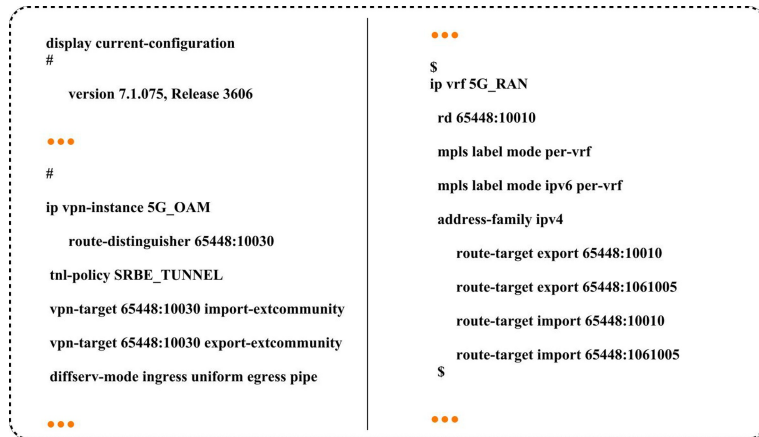 display current-configuration
#
version 7.1.075, Release 3606
•••
#
ip vpn-instance 5G_OAM
route-distinguisher 65448:10030
tnl-policy SRBE_TUNNEL
vpn-target 65448:10030 import-extcommunity
vpn-target 65448:10030 export-extcommunity
diffserv-mode ingress uniform egress pipe
•••
•••
$
ip vrf 5G_RAN
rd 65448:10010
mpls label mode per-vrf
mpls label mode ipv6 per-vrf
address-family ipv4
route-target export 65448:10010
route-target export 65448:1061005
route-target import 65448:10010
route-target import 65448:1061005
$
•••